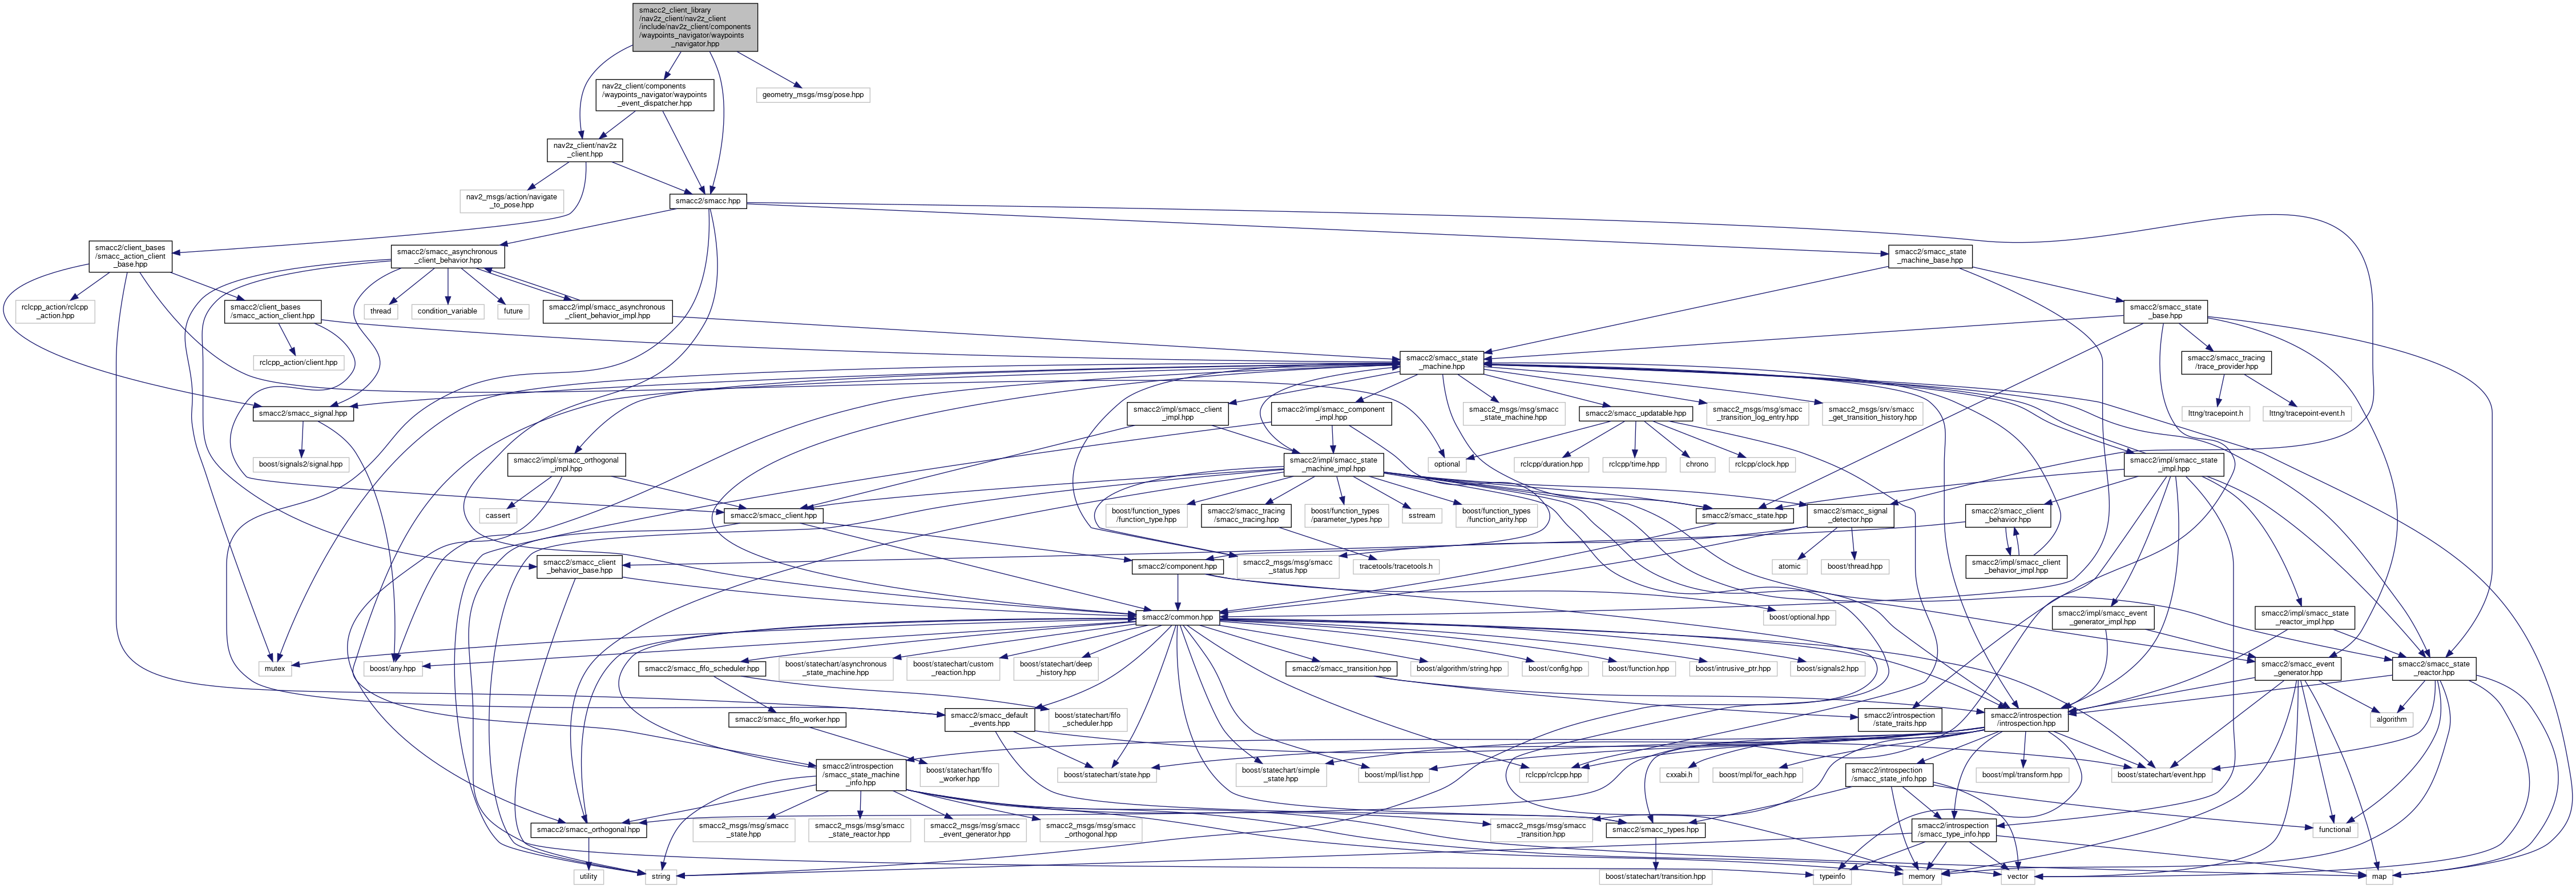 smacc2_client_library
/nav2z_client/nav2z_client
/include/nav2z_client/components
/waypoints_navigator/waypoints
_navigator.hpp
nav2z_client/components
/waypoints_navigator/waypoints
_event_dispatcher.hpp
geometry_msgs/msg/pose.hpp
nav2z_client/nav2z
_client.hpp
nav2_msgs/action/navigate
_to_pose.hpp
smacc2/smacc.hpp
smacc2/client_bases
/smacc_action_client
_base.hpp
smacc2/smacc_asynchronous
_client_behavior.hpp
smacc2/smacc_state
_machine_base.hpp
rclcpp_action/rclcpp
_action.hpp
smacc2/client_bases
/smacc_action_client.hpp
thread
condition_variable
future
smacc2/impl/smacc_asynchronous
_client_behavior_impl.hpp
smacc2/smacc_state
_base.hpp
rclcpp_action/client.hpp
smacc2/smacc_state
_machine.hpp
smacc2/smacc_tracing
/trace_provider.hpp
smacc2/smacc_signal.hpp
smacc2/impl/smacc_client
_impl.hpp
smacc2/impl/smacc_component
_impl.hpp
smacc2_msgs/msg/smacc
_state_machine.hpp
smacc2/smacc_updatable.hpp
smacc2_msgs/msg/smacc
_transition_log_entry.hpp
smacc2_msgs/srv/smacc
_get_transition_history.hpp
lttng/tracepoint.h
lttng/tracepoint-event.h
boost/signals2/signal.hpp
smacc2/impl/smacc_orthogonal
_impl.hpp
optional
smacc2/impl/smacc_state
_machine_impl.hpp
rclcpp/duration.hpp
rclcpp/time.hpp
chrono
rclcpp/clock.hpp
smacc2/impl/smacc_state
_impl.hpp
cassert
smacc2/smacc_client.hpp
boost/function_types
/function_type.hpp
smacc2/smacc_tracing
/smacc_tracing.hpp
boost/function_types
/parameter_types.hpp
sstream
boost/function_types
/function_arity.hpp
smacc2/smacc_state.hpp
smacc2/smacc_signal
_detector.hpp
smacc2/smacc_client
_behavior.hpp
smacc2/smacc_client
_behavior_base.hpp
smacc2/component.hpp
smacc2_msgs/msg/smacc
_status.hpp
tracetools/tracetools.h
atomic
boost/thread.hpp
smacc2/impl/smacc_client
_behavior_impl.hpp
smacc2/common.hpp
boost/optional.hpp
smacc2/impl/smacc_event
_generator_impl.hpp
smacc2/impl/smacc_state
_reactor_impl.hpp
mutex
boost/any.hpp
smacc2/smacc_fifo_scheduler.hpp
boost/statechart/asynchronous
_state_machine.hpp
boost/statechart/custom
_reaction.hpp
boost/statechart/deep
_history.hpp
smacc2/smacc_transition.hpp
boost/algorithm/string.hpp
boost/config.hpp
boost/function.hpp
boost/intrusive_ptr.hpp
boost/signals2.hpp
smacc2/smacc_event
_generator.hpp
smacc2/smacc_state
_reactor.hpp
smacc2/smacc_fifo_worker.hpp
smacc2/smacc_default
_events.hpp
boost/statechart/fifo
_scheduler.hpp
smacc2/introspection
/state_traits.hpp
smacc2/introspection
/introspection.hpp
algorithm
smacc2/introspection
/smacc_state_machine
_info.hpp
boost/statechart/fifo
_worker.hpp
boost/statechart/state.hpp
boost/statechart/simple
_state.hpp
boost/mpl/list.hpp
rclcpp/rclcpp.hpp
cxxabi.h
boost/mpl/for_each.hpp
smacc2/introspection
/smacc_state_info.hpp
boost/mpl/transform.hpp
boost/statechart/event.hpp
smacc2/smacc_orthogonal.hpp
smacc2_msgs/msg/smacc
_state.hpp
smacc2_msgs/msg/smacc
_state_reactor.hpp
smacc2_msgs/msg/smacc
_event_generator.hpp
smacc2_msgs/msg/smacc
_orthogonal.hpp
smacc2_msgs/msg/smacc
_transition.hpp
smacc2/smacc_types.hpp
smacc2/introspection
/smacc_type_info.hpp
functional
utility
string
boost/statechart/transition.hpp
typeinfo
memory
vector
map